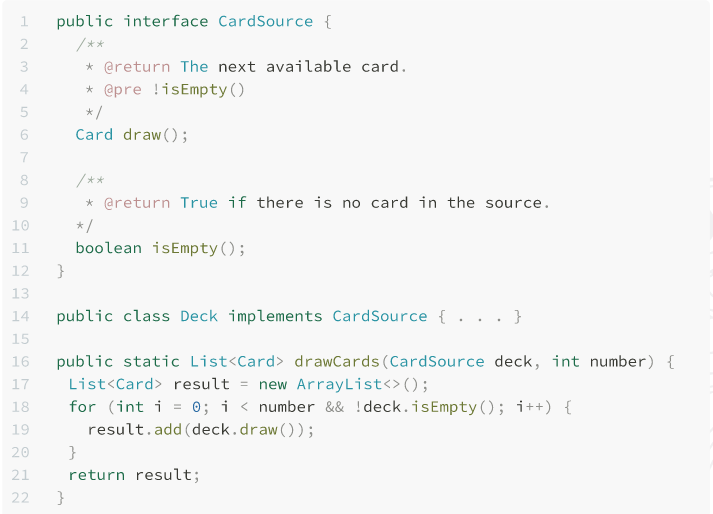 1 public interface CardSource {
2 /**
3 * @return The next available card.
4 * @pre !isEmpty()
5 */
6 Card draw();
7
8 /**
9 * @return True if there is no card in the source.
10 */
11 boolean isEmpty();
12 }
13
14 public class Deck implements CardSource { . . . }
15
16 public static List<Card> drawCards(CardSource deck, int number) {
17 List<Card> result = new ArrayList<>();
18 for (int i = 0; i < number && !deck.isEmpty(); i++) {
19 result.add(deck.draw());
20 }
21 return result;
22 }